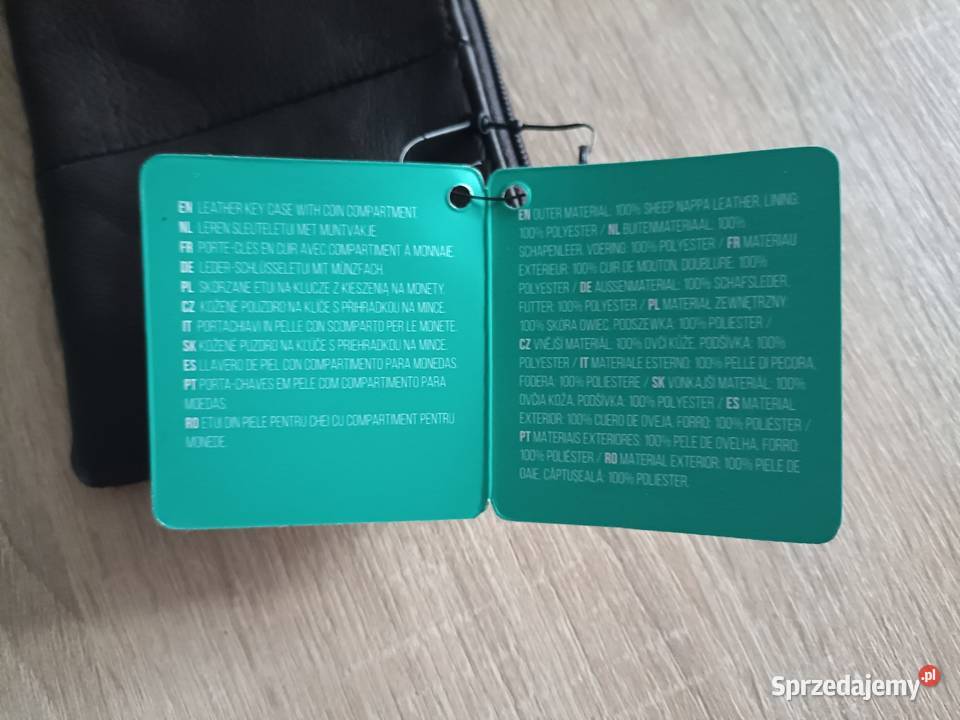 EN LEATHER KEY CASE WITH COIN COMPARTMENT.
NL LEREN SLEUTELETUI MET MUNTVAKJE.
FR PORTE-CLÉS EN CUIR AVEC COMPARTIMENT À MONNAIE.
DE LEDER-SCHLÜSSELETUI MIT MÜNZFACH.
PL SKÓRZANE ETUI NA KLUCZE Z KIESZENIĄ NA MONETY.
CZ KOŽENÉ POUZDRO NA KLÍČE S PŘIHRÁDKOU NA MINCE.
IT PORTACHIAVI IN PELLE CON SCOMPARTO PER LE MONETE.
SK KOŽENÉ PUZDRO NA KĽÚČE S PRIEHRADKOU NA MINCE.
ES LLAVERO DE PIEL CON COMPARTIMENTO PARA MONEDAS.
PT PORTA-CHAVES EM PELE COM COMPARTIMENTO PARA
MOEDAS.
RO ETUI DIN PIELE PENTRU CHEI CU COMPARTIMENT PENTRU
MONEDE.
EN OUTER MATERIAL: 100% SHEEP NAPPA LEATHER, LINING:
100% POLYESTER / NL BUITENMATERIAAL: 100%
SCHAPENLEER, VOERING: 100% POLYESTER / FR MATÉRIAU
EXTÉRIEUR: 100% CUIR DE MOUTON, DOUBLURE: 100%
POLYESTER / DE AUSSENMATERIAL: 100% SCHAFSLEDER,
FUTTER: 100% POLYESTER / PL MATERIAŁ ZEWNĘTRZNY:
100% SKÓRA OWIEC, PODSZEWKA: 100% POLIESTER /
CZ VNĚJŠÍ MATERIÁL: 100% OVČÍ KŮŽE, PODŠÍVKA: 100%
POLYESTER / IT MATERIALE ESTERNO: 100% PELLE DI PECORA,
FODERA: 100% POLIESTERE / SK VONKAJŠÍ MATERIÁL: 100%
OVČIA KOŽA, PODŠÍVKA: 100% POLYESTER / ES MATERIAL
EXTERIOR: 100% CUERO DE OVEJA, FORRO: 100% POLIÉSTER /
PT MATERIAIS EXTERIORES: 100% PELE DE OVELHA, FORRO:
100% POLIÉSTER / RO MATERIAL EXTERIOR: 100% PIELE DE
OAIE, CĂPTUȘEALĂ: 100% POLIESTER.
Sprzedajemy.pl